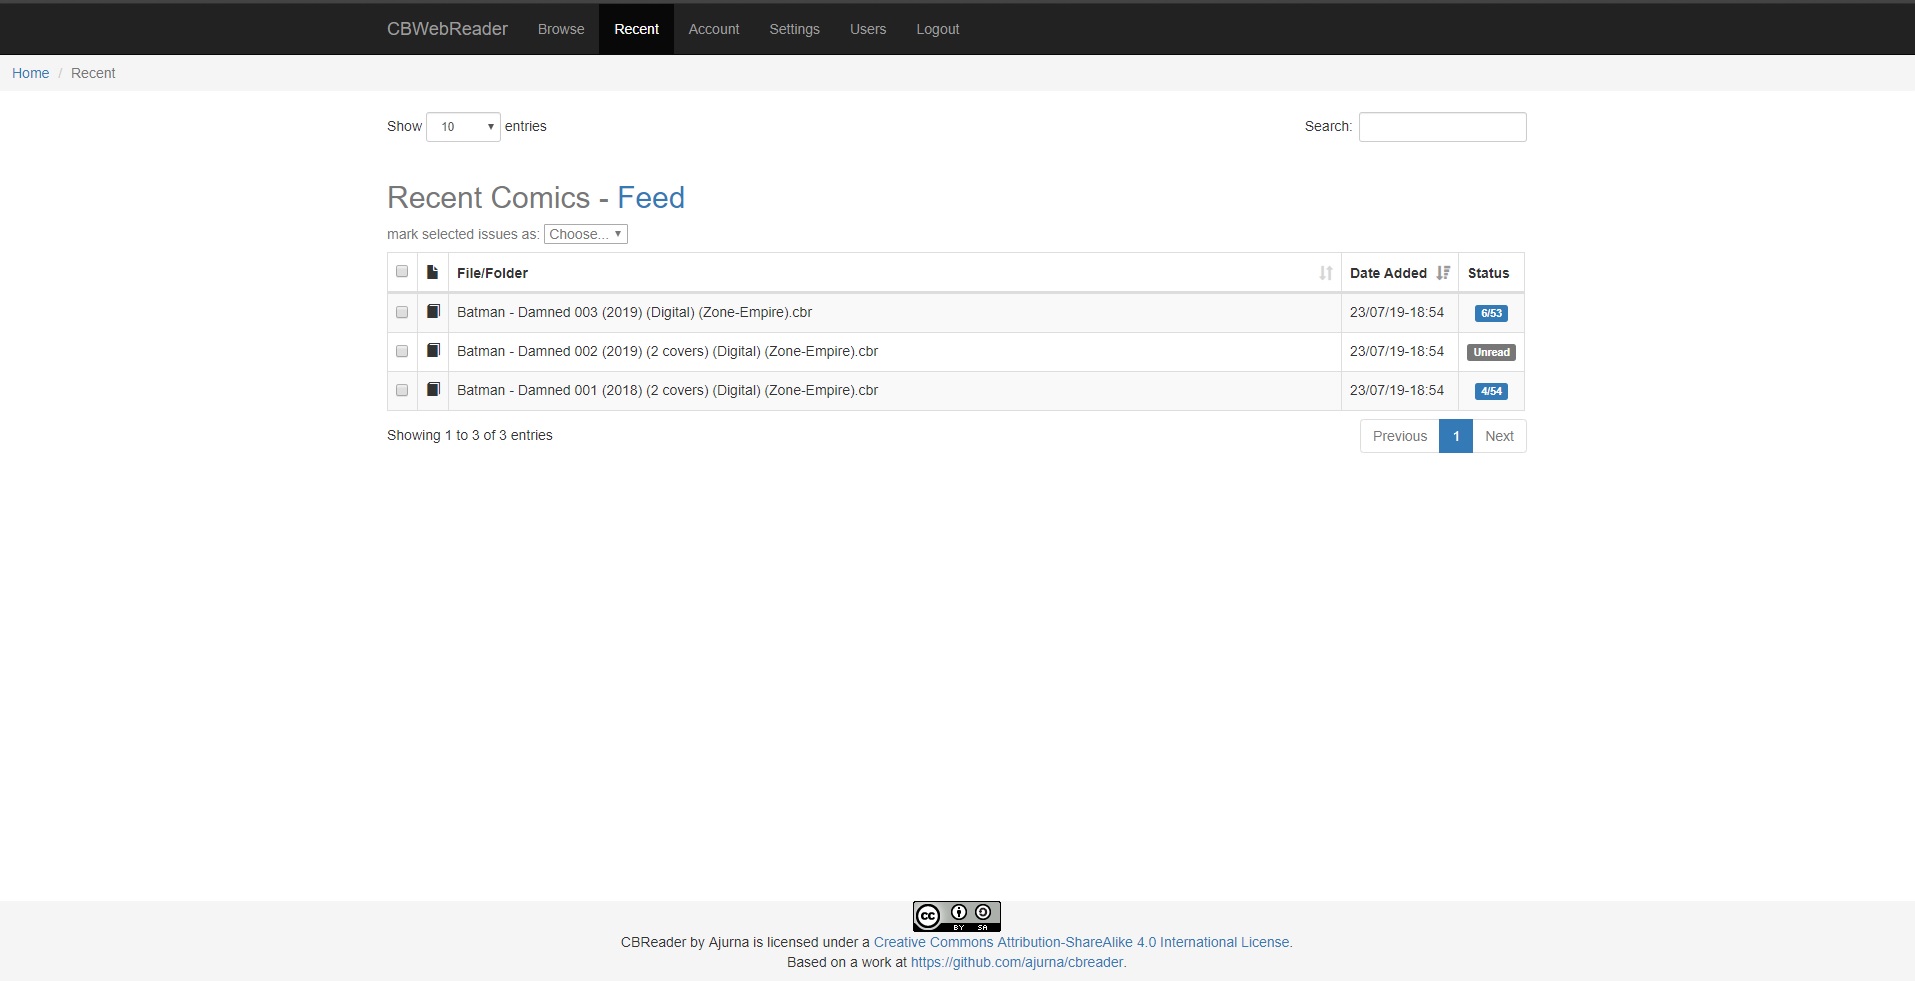 CBWebReader Browse Recent Account Settings Users Logout
Home / Recent
Show 10 entries Search:
Recent Comics - Feed
mark selected issues as: Choose...
File/Folder Date Added Status
Batman - Damned 003 (2019) (Digital) (Zone-Empire).cbr 23/07/19-18:54 6/53
Batman - Damned 002 (2019) (2 covers) (Digital) (Zone-Empire).cbr 23/07/19-18:54 Unread
Batman - Damned 001 (2018) (2 covers) (Digital) (Zone-Empire).cbr 23/07/19-18:54 4/54
Showing 1 to 3 of 3 entries Previous 1 Next
cc BY SA
CBReader by Ajurna is licensed under a Creative Commons Attribution-ShareAlike 4.0 International License.
Based on a work at https://github.com/ajurna/cbreader.